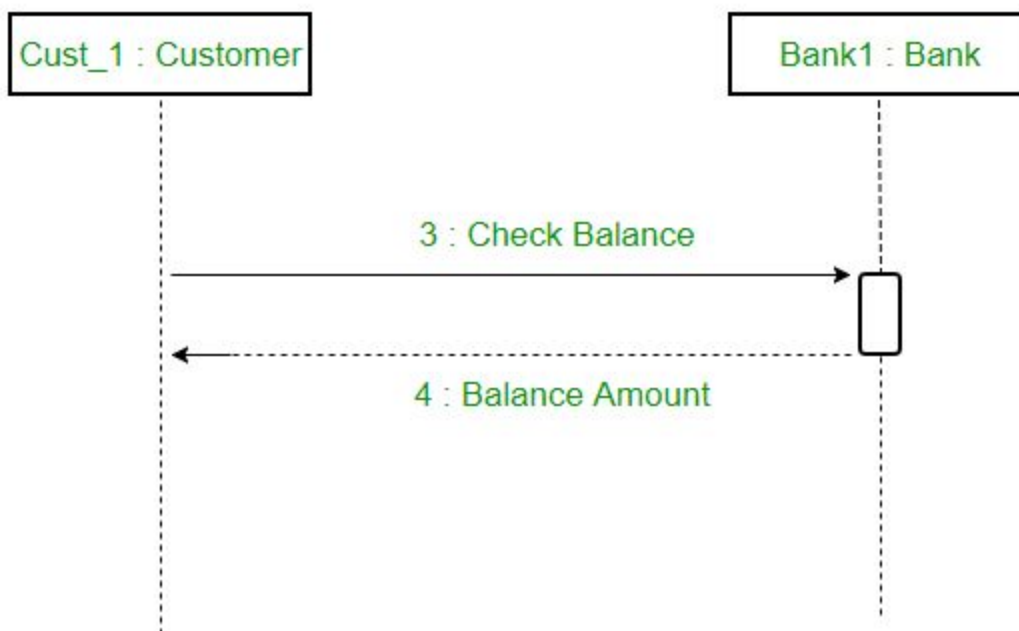 Cust_1 : Customer
Bank1 : Bank
3 : Check Balance
4 : Balance Amount